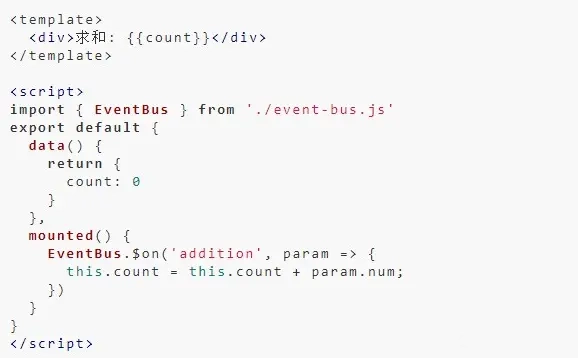 <template>
  <div>求和: {{count}}</div>
</template>

<script>
import { EventBus } from './event-bus.js'
export default {
  data() {
    return {
      count: 0
    }
  },
  mounted() {
    EventBus.$on('addition', param => {
      this.count = this.count + param.num;
    })
  }
}
</script>